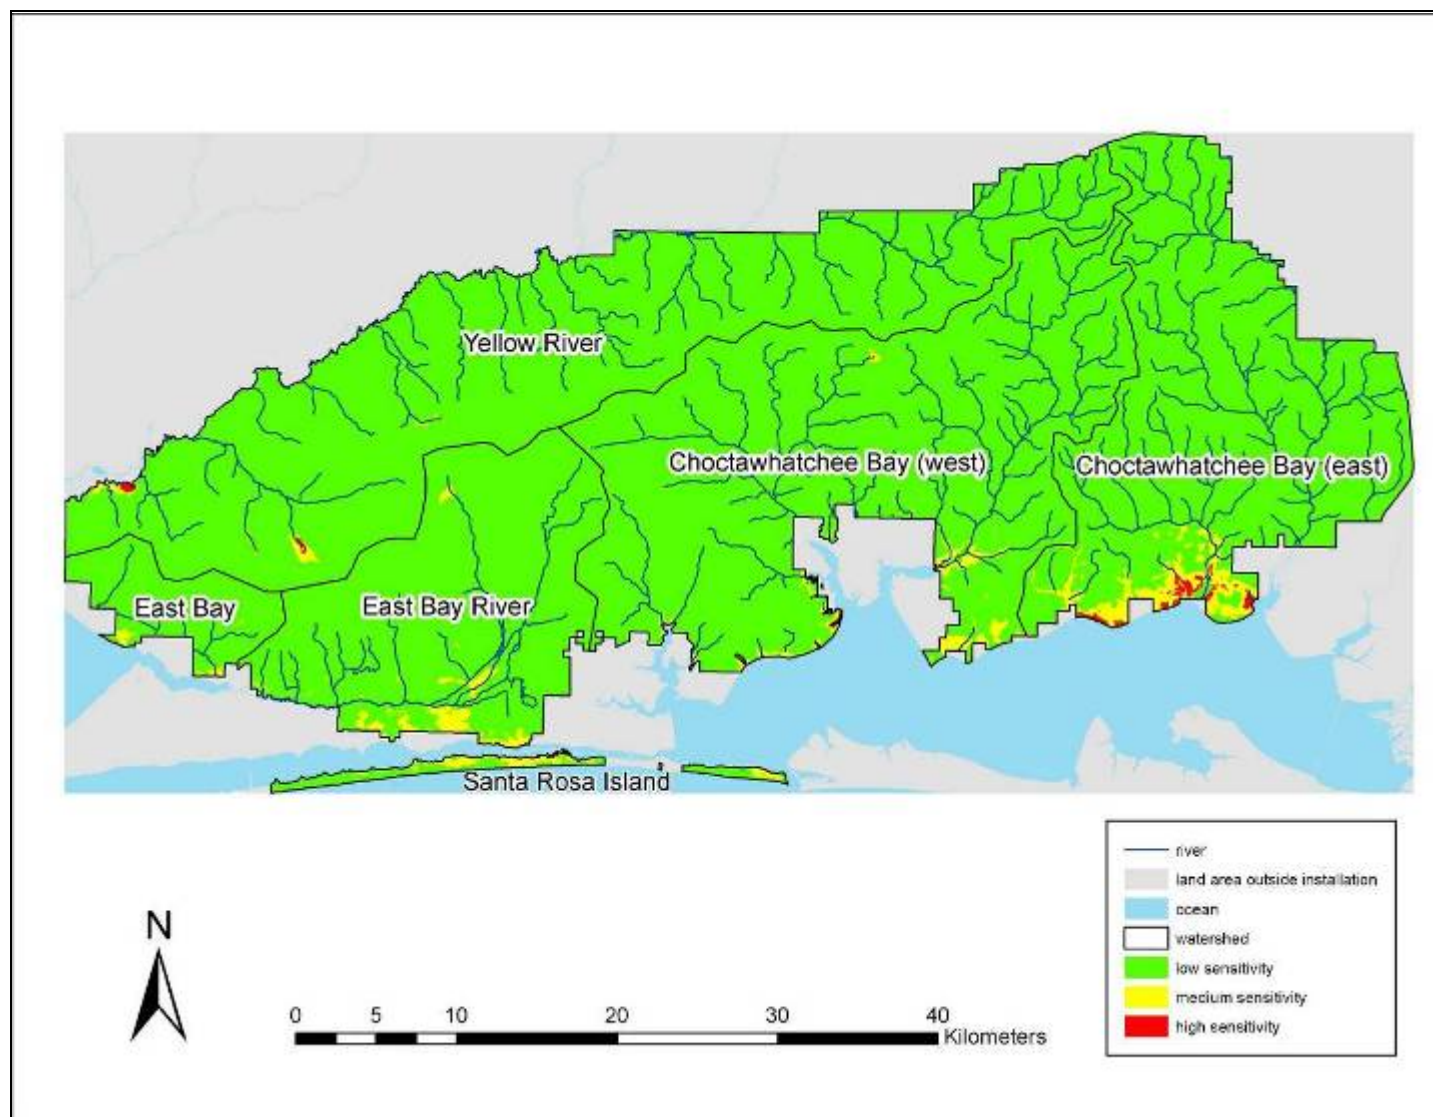 Yellow River
Choctawhatchee Bay (west)
Choctawhatchee Bay (east)
East Bay
East Bay River
Santa Rosa Island
river
land area outside installation
ocean
watershed
low sensitivity
medium sensitivity
high sensitivity
N
0 5 10 20 30 40
Kilometers